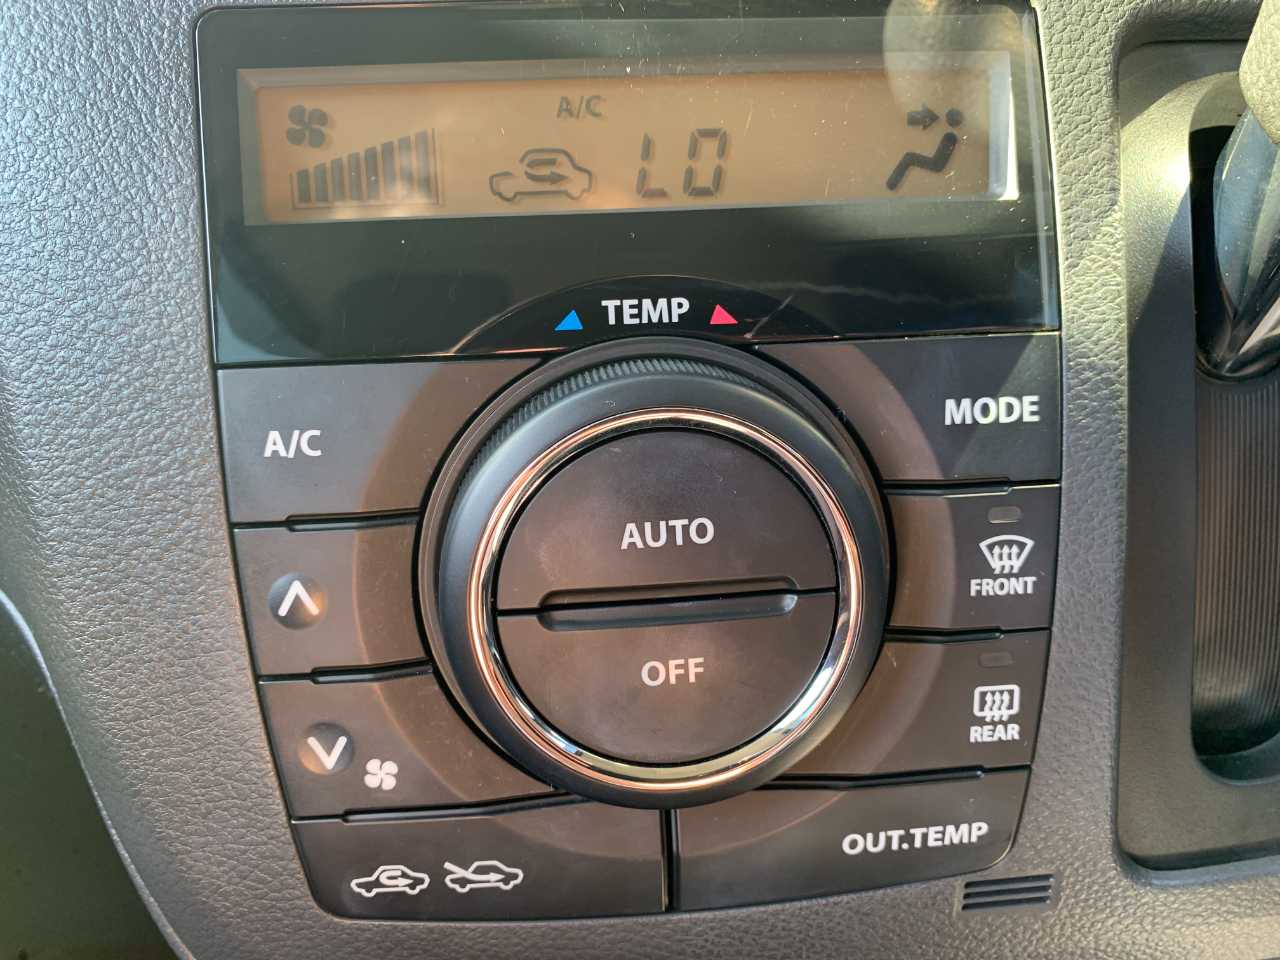 A/C
LO
TEMP
A/C
MODE
AUTO
FRONT
OFF
REAR
OUT.TEMP